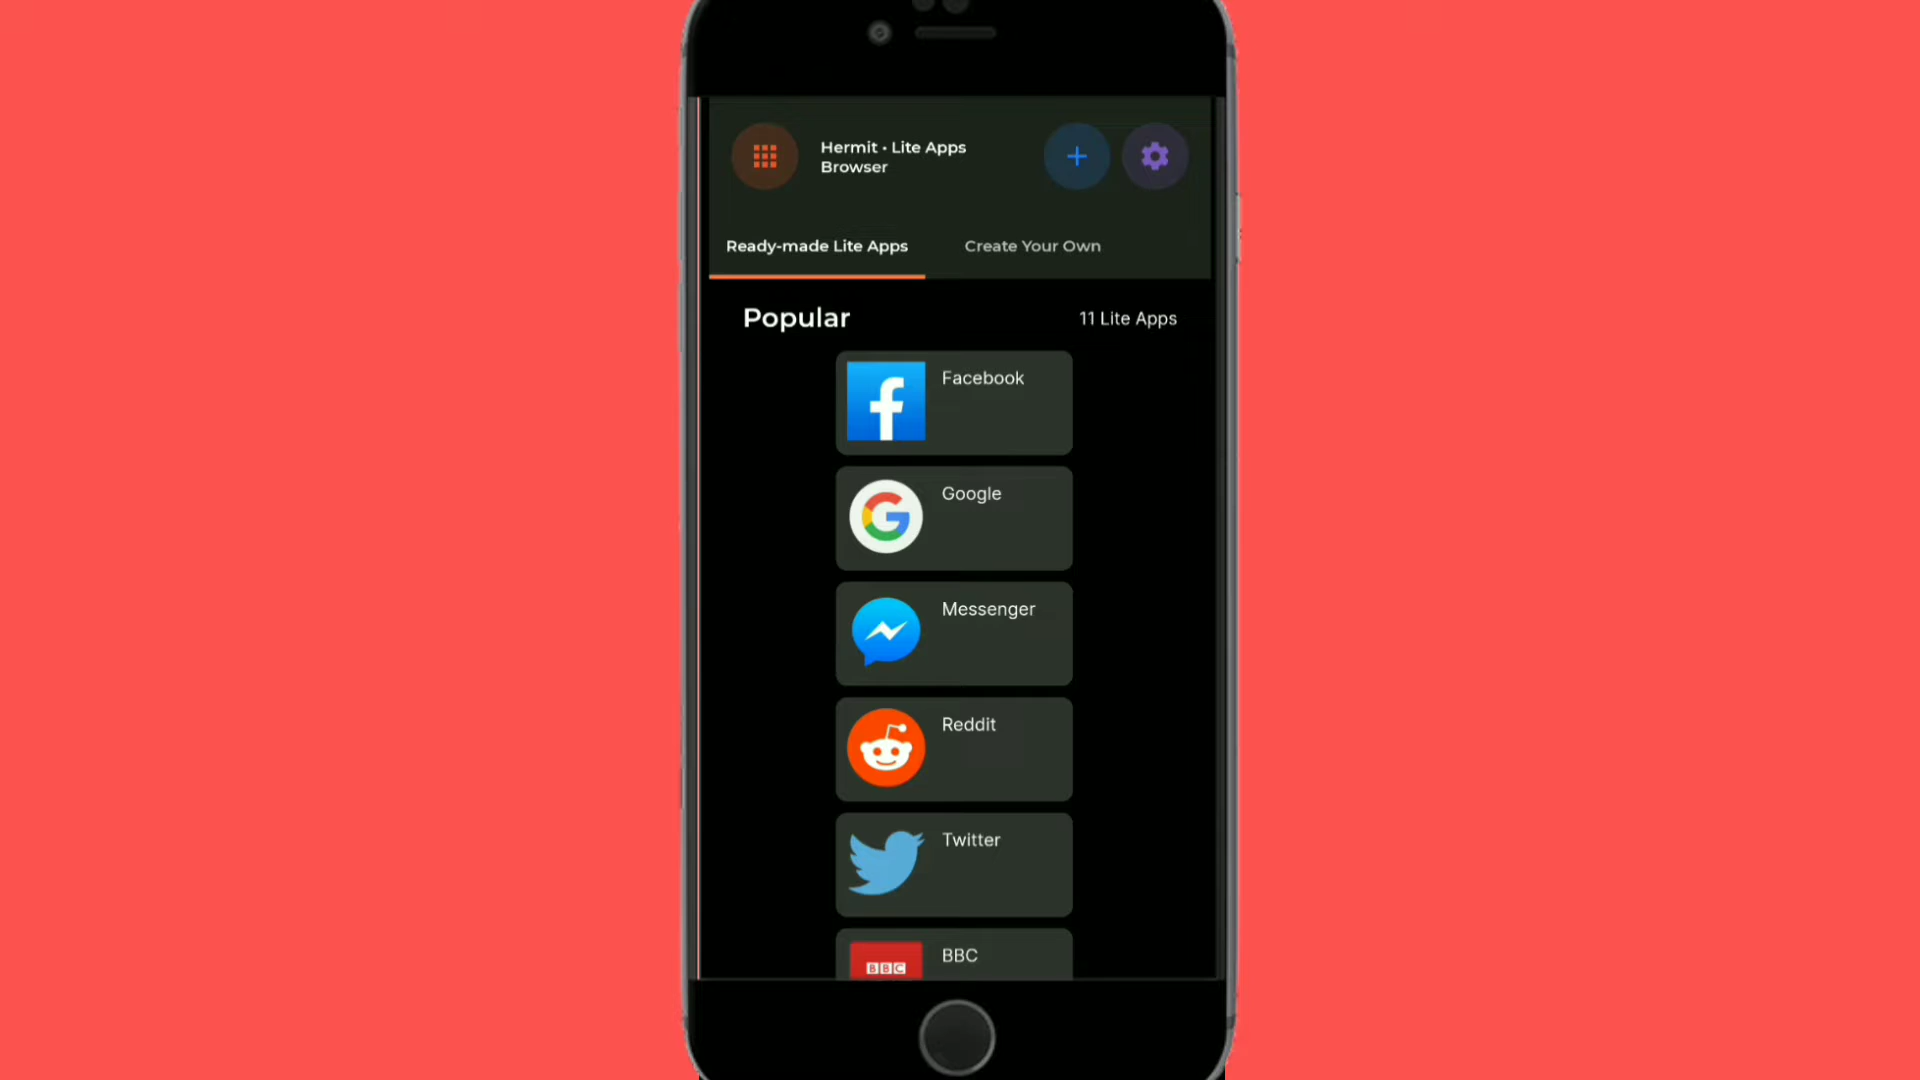 Hermit • Lite Apps
Browser
Ready-made Lite Apps
Create Your Own
Popular
11 Lite Apps
Facebook
Google
Messenger
Reddit
Twitter
BBC
BBC